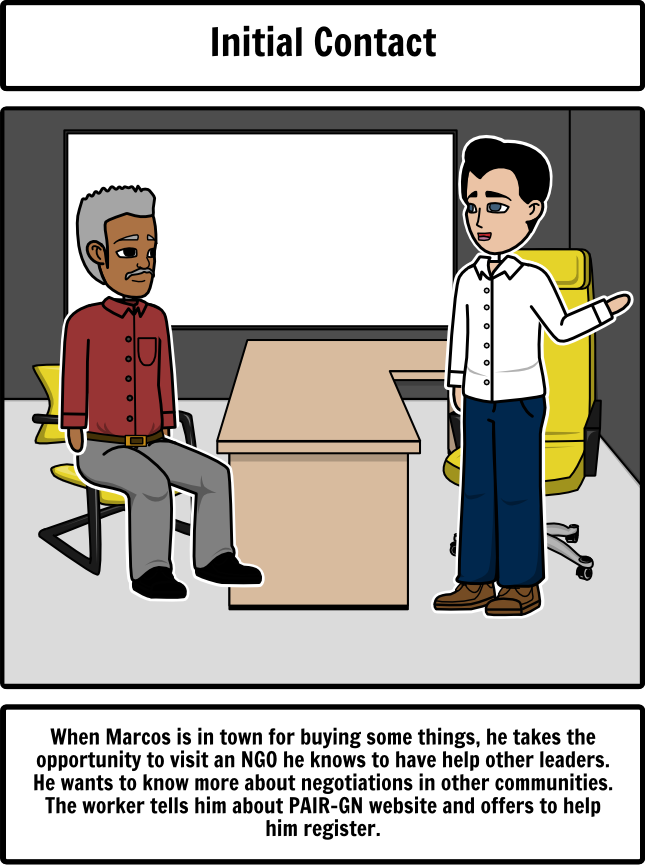 Initial Contact
When Marcos is in town for buying some things, he takes the
opportunity to visit an NGO he knows to have help other leaders.
He wants to know more about negotiations in other communities.
The worker tells him about PAIR-GN website and offers to help
him register.